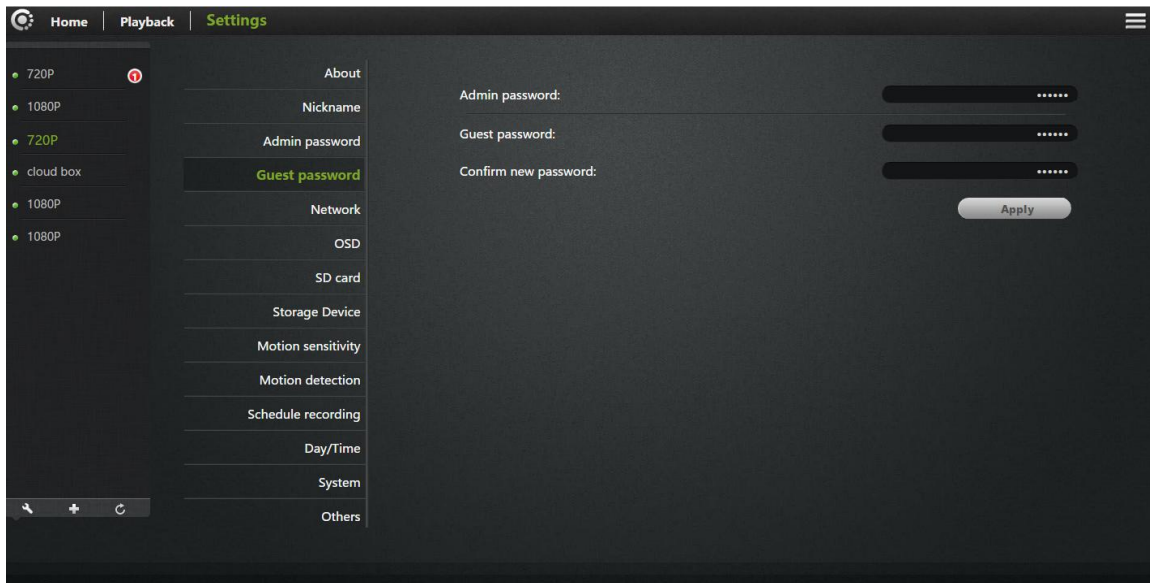 Home Playback Settings
720P 1
1080P
720P
cloud box
1080P
1080P
About
Nickname
Admin password
Guest password
Network
OSD
SD card
Storage Device
Motion sensitivity
Motion detection
Schedule recording
Day/Time
System
Others
Admin password: ••••••
Guest password: ••••••
Confirm new password: ••••••
Apply